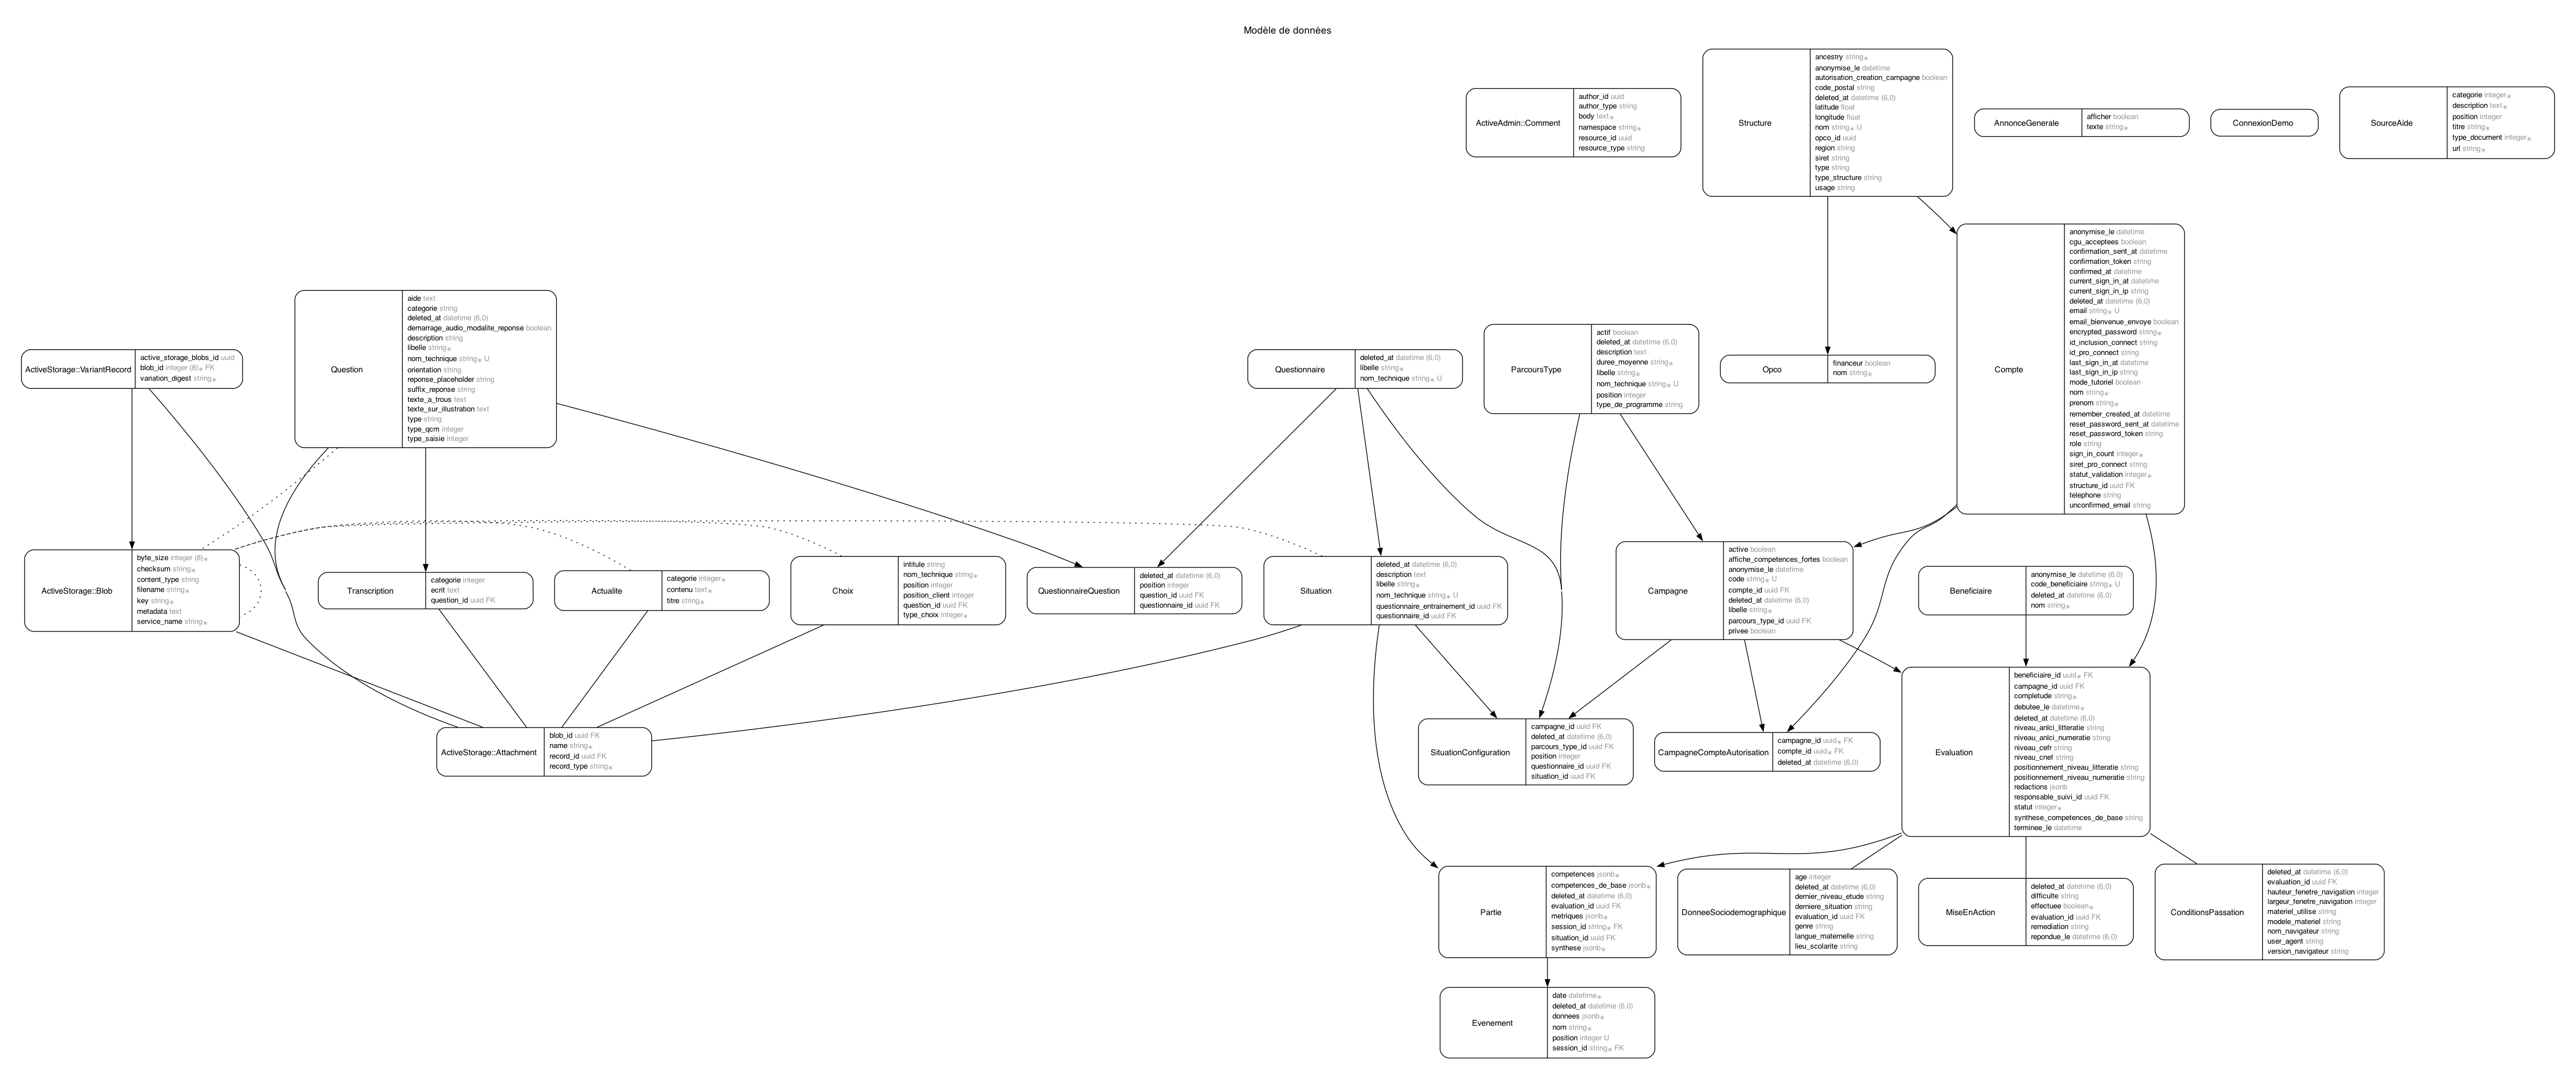 Modèle de données
ActiveAdmin::Comment
author_id uuid
author_type string
body text∗
namespace string∗
resource_id uuid
resource_type string
Structure
ancestry string∗
anonymise_le datetime
autorisation_creation_campagne boolean
code_postal string
deleted_at datetime (6,0)
latitude float
longitude float
nom string∗ U
opco_id uuid
region string
siret string
type string
type_structure string
usage string
AnnonceGenerale
afficher boolean
texte string∗
ConnexionDemo
SourceAide
categorie integer∗
description text∗
position integer
titre string∗
type_document integer∗
url string∗
Compte
anonymise_le datetime
cgu_acceptees boolean
confirmation_sent_at datetime
confirmation_token string
confirmed_at datetime
current_sign_in_at datetime
current_sign_in_ip string
deleted_at datetime (6,0)
email string∗ U
email_bienvenue_envoye boolean
encrypted_password string∗
id_inclusion_connect string
id_pro_connect string
last_sign_in_at datetime
last_sign_in_ip string
mode_tutoriel boolean
nom string∗
prenom string∗
remember_created_at datetime
reset_password_sent_at datetime
reset_password_token string
role string
sign_in_count integer∗
siret_pro_connect string
statut_validation integer∗
structure_id uuid FK
telephone string
unconfirmed_email string
ActiveStorage::VariantRecord
active_storage_blobs_id uuid
blob_id integer (8)∗ FK
variation_digest string∗
Question
aide text
categorie string
deleted_at datetime (6,0)
demarrage_audio_modalite_reponse boolean
description string
libelle string∗
nom_technique string∗ U
orientation string
reponse_placeholder string
suffix_reponse string
texte_a_trous text
texte_sur_illustration text
type string
type_qcm integer
type_saisie integer
Questionnaire
deleted_at datetime (6,0)
libelle string∗
nom_technique string∗ U
ParcoursType
actif boolean
deleted_at datetime (6,0)
description text
duree_moyenne string∗
libelle string∗
nom_technique string∗ U
position integer
type_de_programme string
Opco
financeur boolean
nom string∗
ActiveStorage::Blob
byte_size integer (8)∗
checksum string∗
content_type string
filename string∗
key string∗
metadata text
service_name string∗
Transcription
categorie integer
ecrit text
question_id uuid FK
Actualite
categorie integer∗
contenu text∗
titre string∗
Choix
intitule string
nom_technique string∗
position integer
position_client integer
question_id uuid FK
type_choix integer∗
QuestionnaireQuestion
deleted_at datetime (6,0)
position integer
question_id uuid FK
questionnaire_id uuid FK
Situation
deleted_at datetime (6,0)
description text
libelle string∗
nom_technique string∗ U
questionnaire_entrainement_id uuid FK
questionnaire_id uuid FK
Campagne
active boolean
affiche_competences_fortes boolean
anonymise_le datetime
code string∗ U
compte_id uuid FK
deleted_at datetime (6,0)
libelle string∗
parcours_type_id uuid FK
privee boolean
Beneficiaire
anonymise_le datetime (6,0)
code_beneficiaire string∗ U
deleted_at datetime (6,0)
nom string∗
ActiveStorage::Attachment
blob_id uuid FK
name string∗
record_id uuid FK
record_type string∗
SituationConfiguration
campagne_id uuid FK
deleted_at datetime (6,0)
parcours_type_id uuid FK
position integer
questionnaire_id uuid FK
situation_id uuid FK
CampagneCompteAutorisation
campagne_id uuid∗ FK
compte_id uuid∗ FK
deleted_at datetime (6,0)
Evaluation
beneficiaire_id uuid∗ FK
campagne_id uuid FK
completude string∗
debutee_le datetime∗
deleted_at datetime (6,0)
niveau_anlci_litteratie string
niveau_anlci_numeratie string
niveau_cefr string
niveau_cnef string
positionnement_niveau_litteratie string
positionnement_niveau_numeratie string
redactions jsonb
responsable_suivi_id uuid FK
statut integer∗
synthese_competences_de_base string
terminee_le datetime
Partie
competences jsonb∗
competences_de_base jsonb∗
deleted_at datetime (6,0)
evaluation_id uuid FK
metriques jsonb∗
session_id string∗ FK
situation_id uuid FK
synthese jsonb∗
DonneeSociodemographique
age integer
deleted_at datetime (6,0)
dernier_niveau_etude string
derniere_situation string
evaluation_id uuid FK
genre string
langue_maternelle string
lieu_scolarite string
MiseEnAction
deleted_at datetime (6,0)
difficulte string
effectuee boolean∗
evaluation_id uuid FK
remediation string
repondue_le datetime (6,0)
ConditionsPassation
deleted_at datetime (6,0)
evaluation_id uuid FK
hauteur_fenetre_navigation integer
largeur_fenetre_navigation integer
materiel_utilise string
modele_materiel string
nom_navigateur string
user_agent string
version_navigateur string
Evenement
date datetime∗
deleted_at datetime (6,0)
donnees jsonb∗
nom string∗
position integer U
session_id string∗ FK